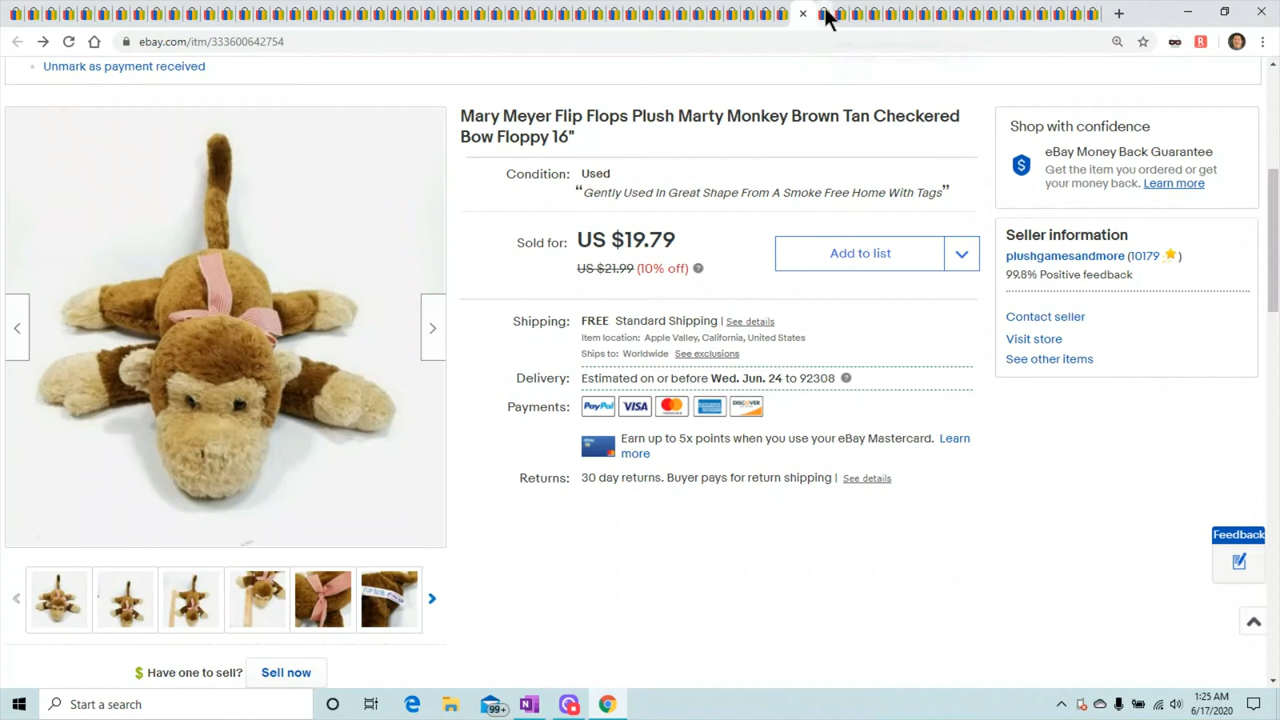 ebay.com/itm/333600642754
R
Unmark as payment received
Mary Meyer Flip Flops Plush Marty Monkey Brown Tan Checkered
Bow Floppy 16"
Condition: Used
“Gently Used In Great Shape From A Smoke Free Home With Tags”
Sold for: US $19.79
US $21.99 (10% off) ?
Add to list
Shipping: FREE Standard Shipping | See details
Item location: Apple Valley, California, United States
Ships to: Worldwide See exclusions
Delivery: Estimated on or before Wed. Jun. 24 to 92308 ?
Payments: PayPal VISA DISCOVER
Earn up to 5x points when you use your eBay Mastercard. Learn
more
Returns: 30 day returns. Buyer pays for return shipping | See details
Shop with confidence
eBay Money Back Guarantee
Get the item you ordered or get
your money back. Learn more
Seller information
plushgamesandmore (10179 )
99.8% Positive feedback
Contact seller
Visit store
See other items
Feedback
$ Have one to sell? Sell now
Start a search
99+
N
1:25 AM
6/17/2020